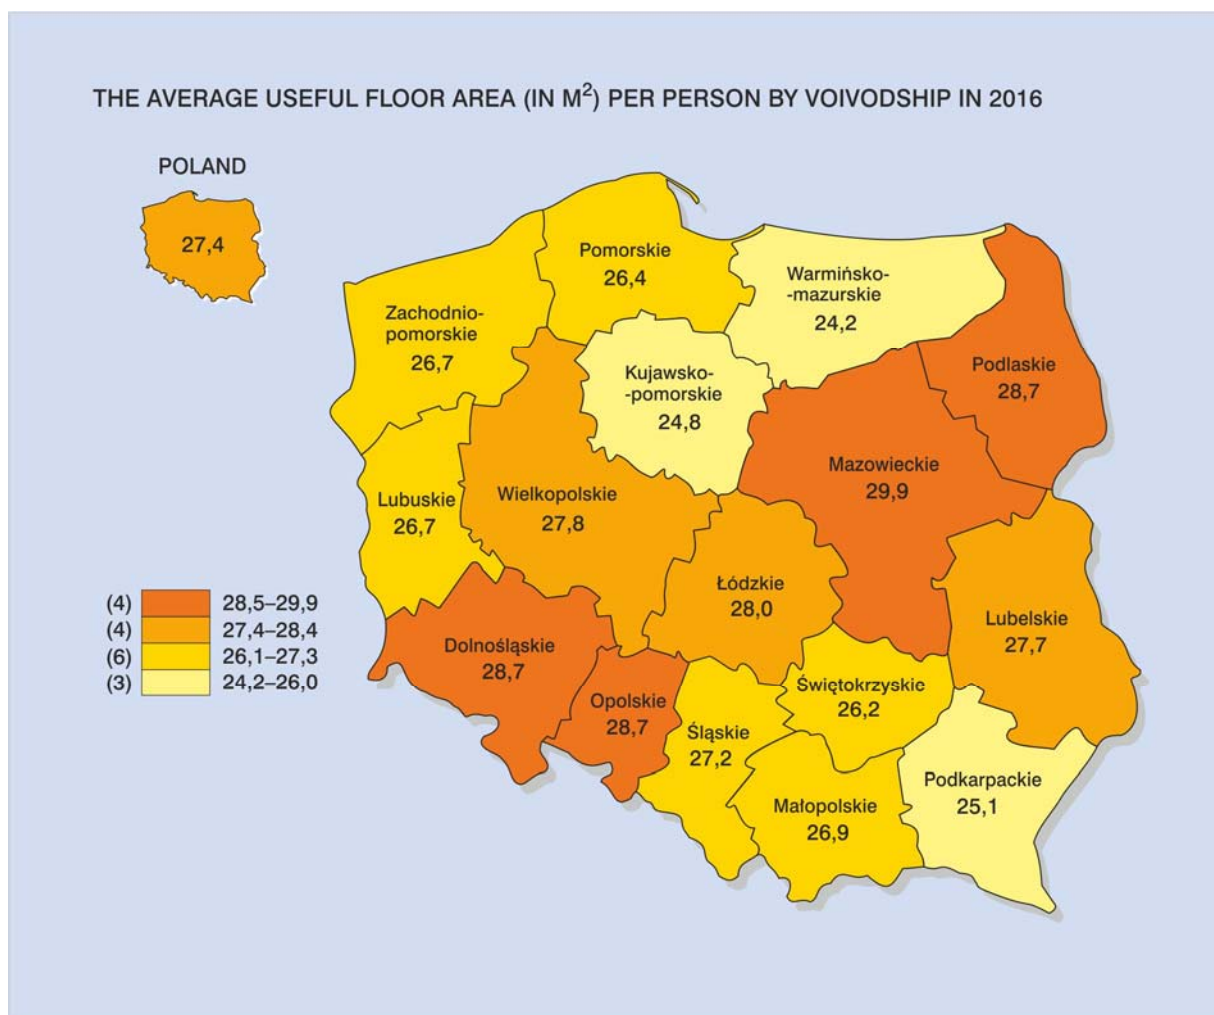 THE AVERAGE USEFUL FLOOR AREA (IN M²) PER PERSON BY VOIVODSHIP IN 2016
POLAND
27,4
Pomorskie
26,4
Warmińsko-
-mazurskie
24,2
Zachodnio-
pomorskie
26,7
Kujawsko-
-pomorskie
24,8
Podlaskie
28,7
Mazowieckie
29,9
Lubuskie
26,7
Wielkopolskie
27,8
Łódzkie
28,0
Lubelskie
27,7
Dolnośląskie
28,7
Opolskie
28,7
Śląskie
27,2
Świętokrzyskie
26,2
Małopolskie
26,9
Podkarpackie
25,1
(4) 28,5–29,9
(4) 27,4–28,4
(6) 26,1–27,3
(3) 24,2–26,0